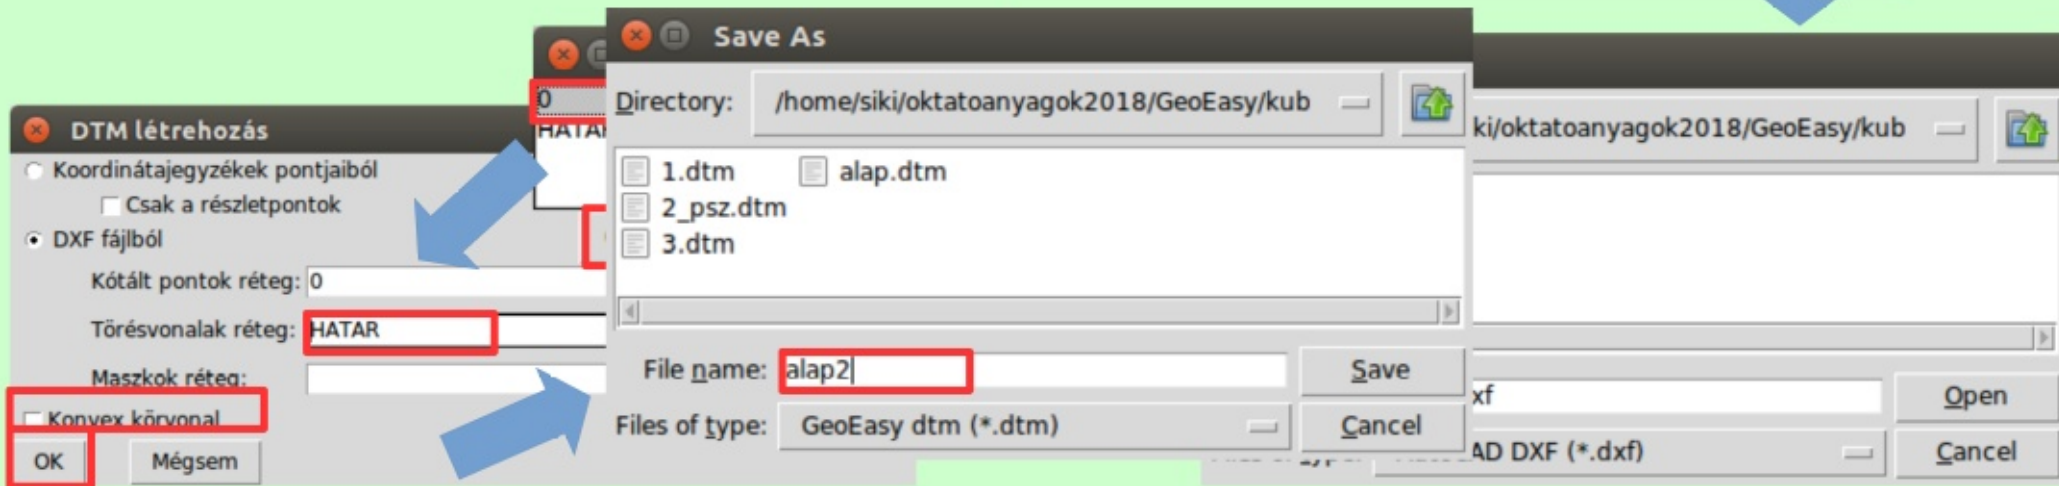 DTM létrehozás
Koordinátajegyzékek pontjaiból
Csak a részletpontok
DXF fájlból
Kótált pontok réteg: 0
Törésvonalak réteg: HATAR
Maszkok réteg:
Konvex körvonal
OK
Mégsem
0
HATAR
Save As
Directory: /home/siki/oktatoanyagok2018/GeoEasy/kub
1.dtm
alap.dtm
2_psz.dtm
3.dtm
File name: alap2
Save
Files of type: GeoEasy dtm (*.dtm)
Cancel
ki/oktatoanyagok2018/GeoEasy/kub
xf
Open
AD DXF (*.dxf)
Cancel